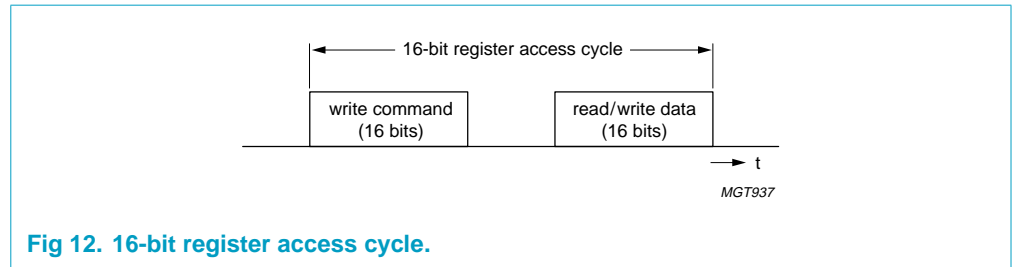 16-bit register access cycle
write command
(16 bits)
read/write data
(16 bits)
t
MGT937
Fig 12. 16-bit register access cycle.